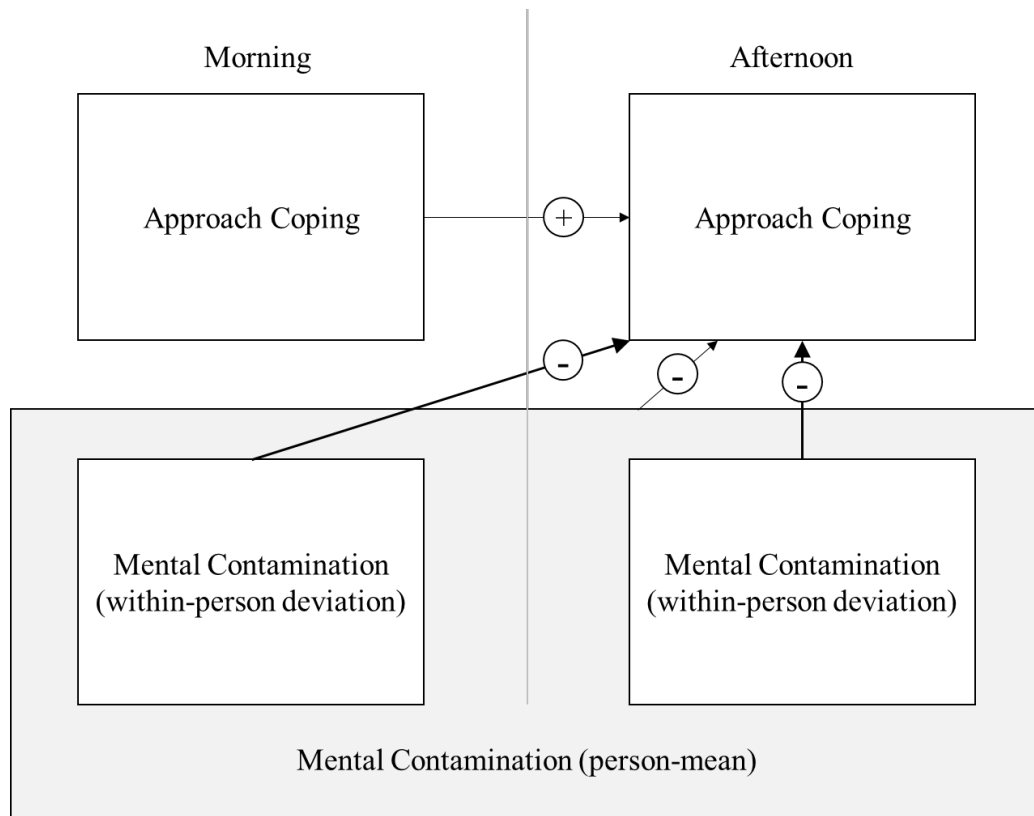 Morning
Afternoon
Approach Coping
+
Approach Coping
-
-
-
Mental Contamination
(within-person deviation)
Mental Contamination
(within-person deviation)
Mental Contamination (person-mean)